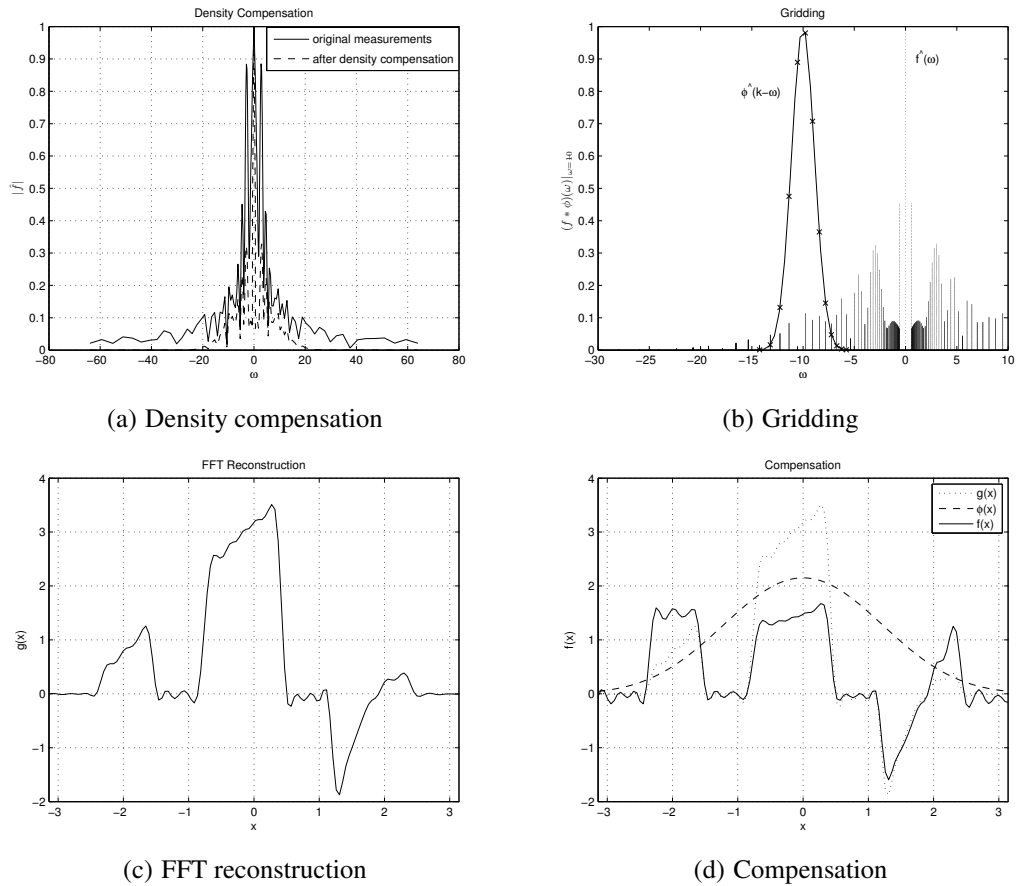 Density Compensation
original measurements
after density compensation
1
0.9
0.8
0.7
0.6
0.5
0.4
0.3
0.2
0.1
0
|f̂|
−80 −60 −40 −20 0 20 40 60 80
ω
(a) Density compensation
Gridding
f^(ω)
φ^(k−ω)
1
0.9
0.8
0.7
0.6
0.5
0.4
0.3
0.2
0.1
0
−30 −25 −20 −15 −10 −5 0 5 10
ω
(b) Gridding
FFT Reconstruction
4
3
2
1
0
−1
−2
g(x)
−3 −2 −1 0 1 2 3
x
(c) FFT reconstruction
Compensation
g(x)
φ(x)
f(x)
4
3
2
1
0
−1
−2
f(x)
−3 −2 −1 0 1 2 3
x
(d) Compensation